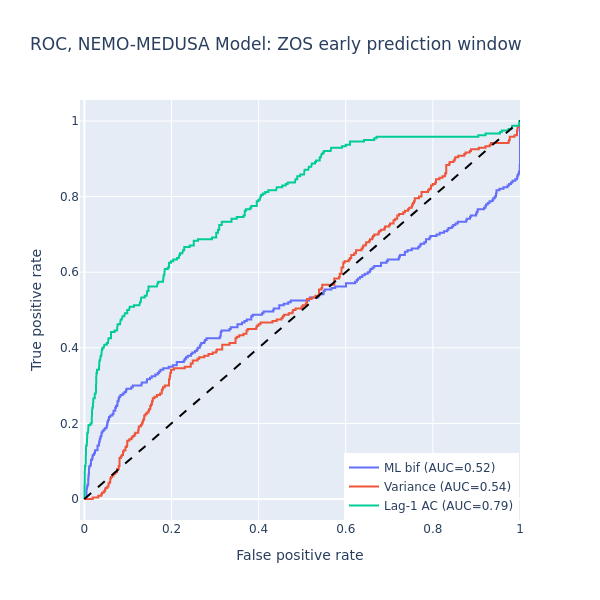 ROC, NEMO-MEDUSA Model: ZOS early prediction window
True positive rate
1
0.8
0.6
0.4
0.2
0
0 0.2 0.4 0.6 0.8 1
False positive rate
ML bif (AUC=0.52)
Variance (AUC=0.54)
Lag-1 AC (AUC=0.79)